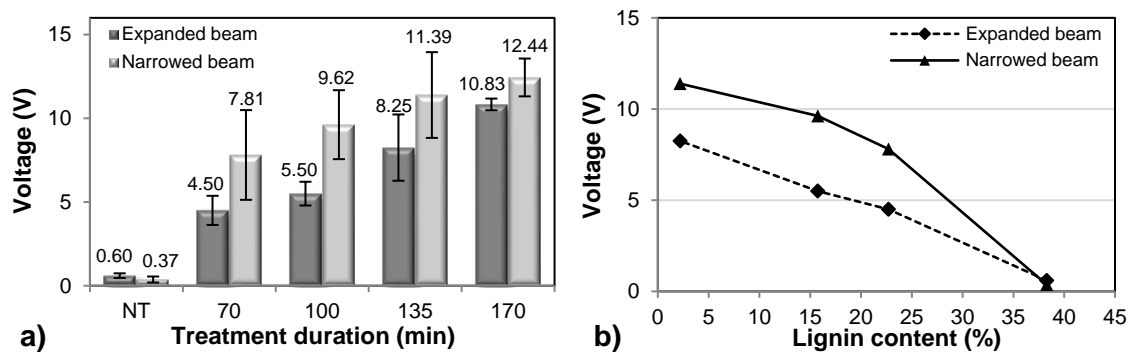 Expanded beam
Narrowed beam
0.60
0.37
4.50
7.81
5.50
9.62
8.25
11.39
10.83
12.44
15
10
5
0
Voltage (V)
NT 70 100 135 170
Treatment duration (min)
a)
Expanded beam
Narrowed beam
15
10
5
0
Voltage (V)
0 5 10 15 20 25 30 35 40 45
Lignin content (%)
b)